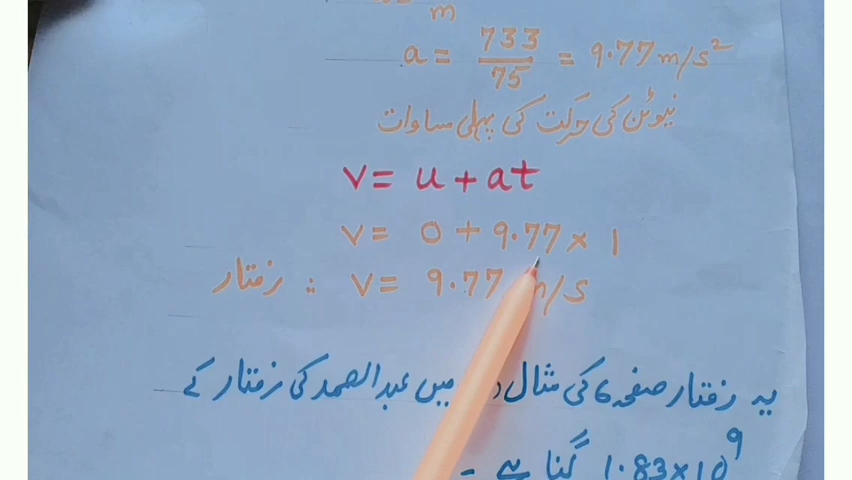 m
a = 733/75 = 9.77 m/s²
نیوٹن کی حرکت کی پہلی ساوات
v = u + at
v = 0 + 9.77 × 1
رفتار : v = 9.77 m/s
یہ رفتار صفحہ 6 کی مثال میں عبدالصمد کی رفتار کے
1.83×10⁹ گنا ہے -